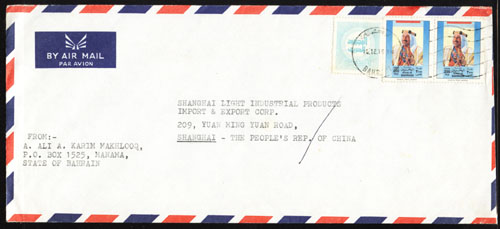 BY AIR MAIL
PAR AVION
SHANGHAI LIGHT INDUSTRIAL PRODUCTS
IMPORT & EXPORT CORP.
209, YUAN MING YUAN ROAD,
SHANGHAI - THE PEOPLE'S REP. OF CHINA
FROM:-
A. ALI A. KARIM MAKHLOOQ,
P.O. BOX 1525, MANAMA,
STATE OF BAHRAIN